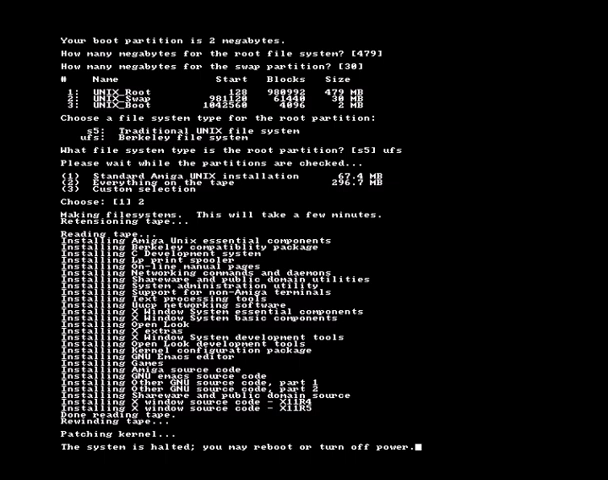 Your boot partition is 2 megabytes.
How many megabytes for the root file system? [479]
How many megabytes for the swap partition? [30]
# Name Start Blocks Size
1: UNIX_Root 128 980992 479 MB
2: UNIX_Swap 981120 61440 30 MB
3: UNIX_Boot 1042560 4096 2 MB
Choose a file system type for the root partition:
s5: Traditional UNIX file system
ufs: Berkeley file system
What file system type is the root partition? [s5] ufs
Please wait while the partitions are checked...
(1) Standard Amiga UNIX installation 67.4 MB
(2) Everything on the tape 296.7 MB
(3) Custom selection
Choose: [1] 2
Making filesystems. This will take a few minutes.
Retensioning tape...
Reading tape...
Installing Amiga Unix essential components
Installing Berkeley compatiblity package
Installing C Development system
Installing Lp print spooler
Installing On-line manual pages
Installing Networking commands and daemons
Installing Shareware and public domain utilities
Installing System administration utility
Installing Support for non-Amiga terminals
Installing Text processing tools
Installing Uucp networking software
Installing X Window System essential components
Installing X Window System basic components
Installing Open Look
Installing X extras
Installing X Window System development tools
Installing Open Look development tools
Installing Kernel configuration package
Installing GNU Emacs editor
Installing Games
Installing Amiga source code
Installing GNU emacs source code
Installing Other GNU source code, part 1
Installing Other GNU source code, part 2
Installing Shareware and public domain source
Installing X window source code - X11R4
Installing X window source code - X11R5
Done reading tape.
Rewinding tape...
Patching kernel...
The system is halted; you may reboot or turn off power.